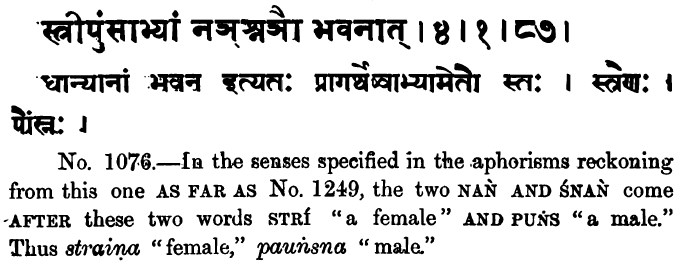 स्त्रीपुंसाभ्यां नञ्स्नञौ भवनात् । ४ । १ । ८७ ।
धान्यानां भवन इत्यतः प्रागर्थेष्वाभ्यामेतौ स्तः । स्त्रैणः ।
पौंस्नः ।
No. 1076.—In the senses specified in the aphorisms reckoning
from this one AS FAR AS No. 1249, the two NAṄ AND ŚNAṄ come
AFTER these two words STRÍ "a female" AND PUṄS "a male."
Thus straiṇa "female," pauṅsna "male."